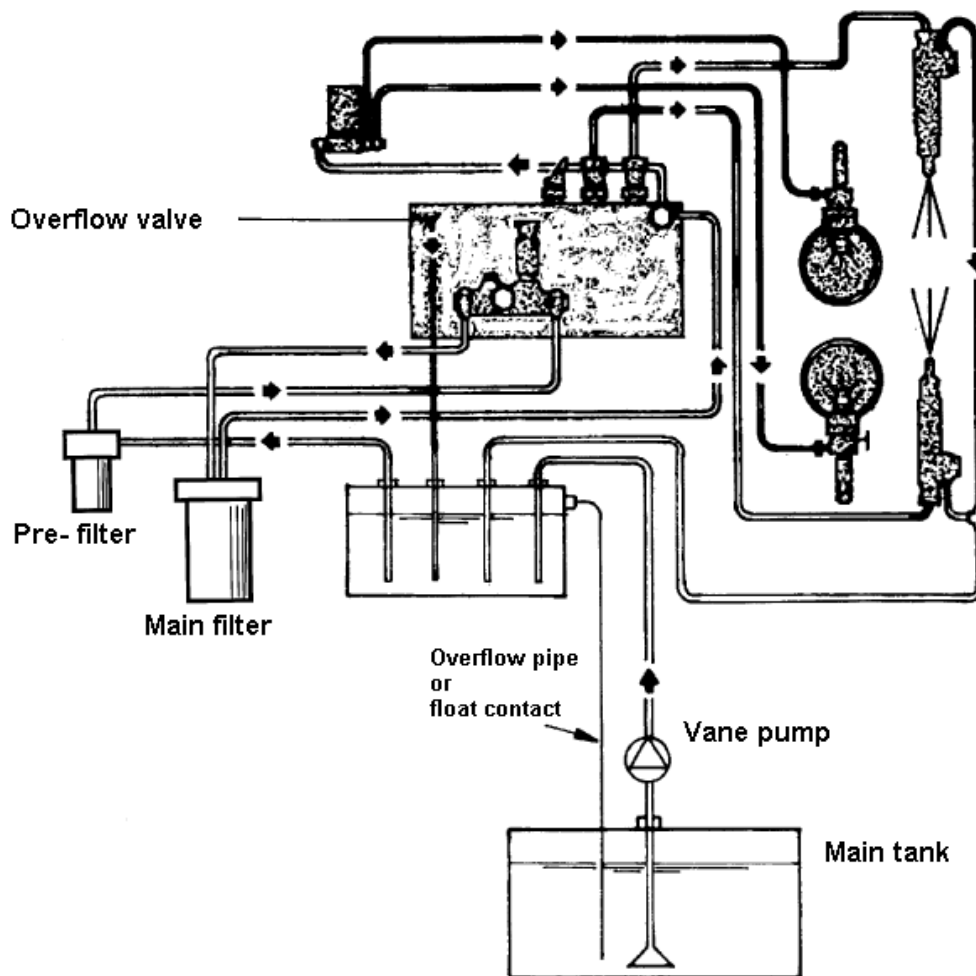 Overflow valve
Pre- filter
Main filter
Overflow pipe
or
float contact
Vane pump
Main tank